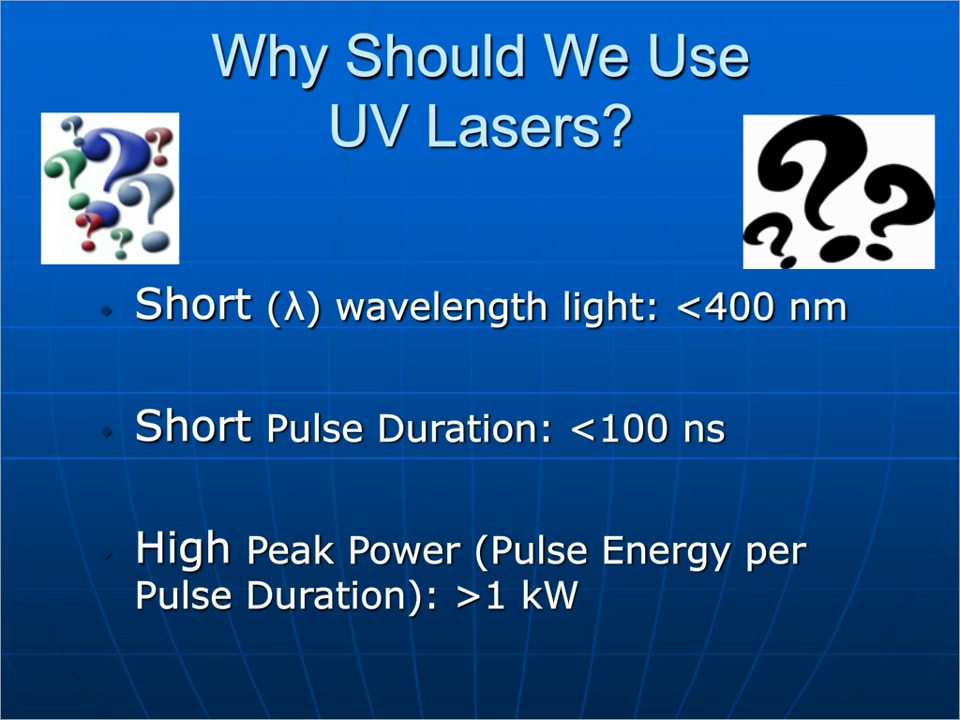 Why Should We Use
UV Lasers?
Short (λ) wavelength light: <400 nm
Short Pulse Duration: <100 ns
High Peak Power (Pulse Energy per
Pulse Duration): >1 kW